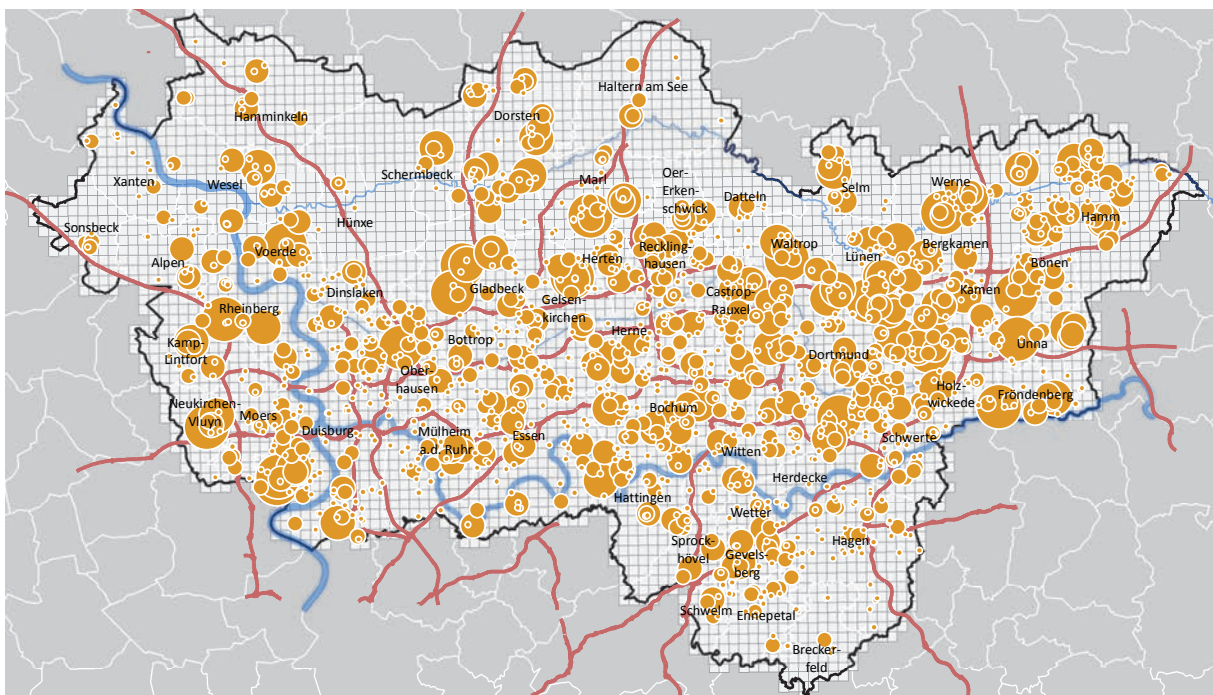 Haltern am See
Hamminkeln
Dorsten
Schermbeck
Marl
Oer-
Erken-
schwick
Datteln
Selm
Werne
Hamm
Xanten
Wesel
Sonsbeck
Hünxe
Voerde
Alpen
Reckling-
hausen
Herten
Waltrop
Lünen
Bergkamen
Bönen
Dinslaken
Gladbeck
Gelsen-
kirchen
Castrop-
Rauxel
Kamen
Rheinberg
Kamp-
Lintfort
Bottrop
Herne
Dortmund
Unna
Ober-
hausen
Holz-
wickede
Fröndenberg
Neukirchen-
Vluyn
Moers
Duisburg
Mülheim
a.d. Ruhr
Essen
Bochum
Schwerte
Witten
Herdecke
Hattingen
Wetter
Sprock-
hövel
Gevels-
berg
Hagen
Schwelm
Ennepetal
Brecker-
feld